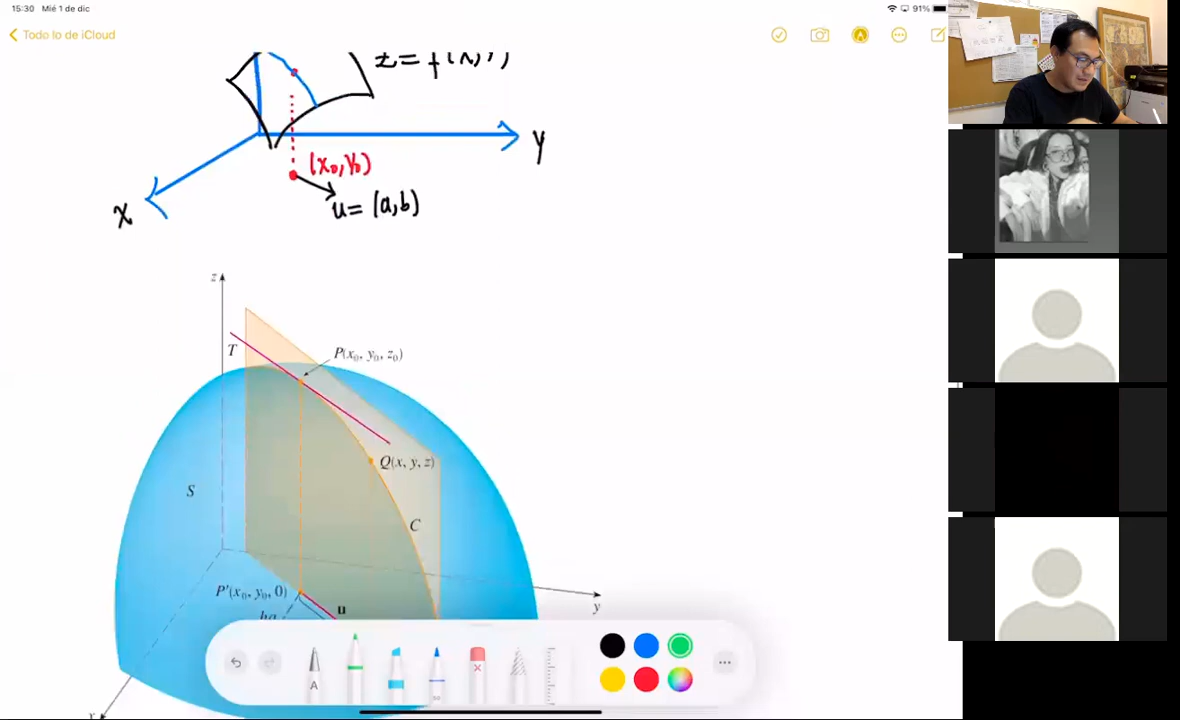 15:30 Mié 1 de dic
91%
Todo lo de iCloud
Y
(x₀, y₀)
u= (a,b)
X
z
T
P(x₀, y₀, z₀)
Q(x, y, z)
S
C
P'(x₀, y₀, 0)
y
u
A